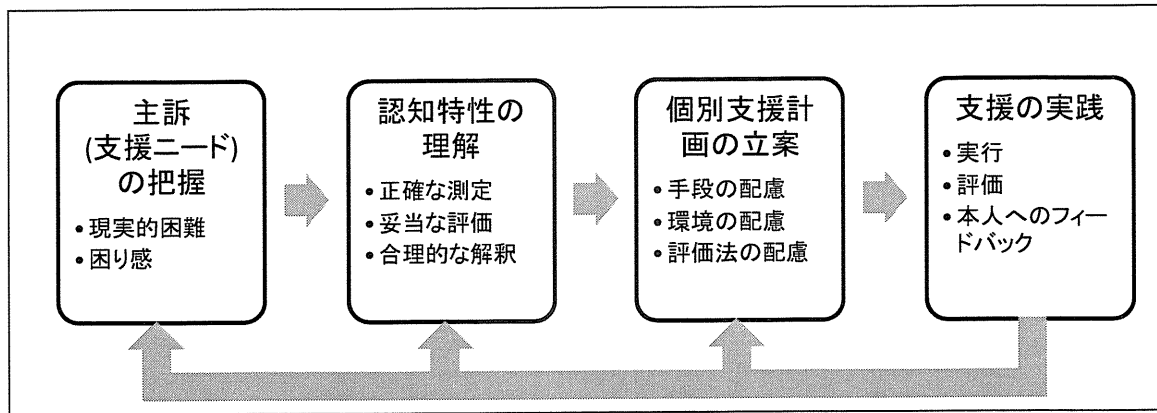 主訴
(支援ニード)
の把握
•現実的困難
•困り感
認知特性の
理解
•正確な測定
•妥当な評価
•合理的な解釈
個別支援計
画の立案
•手段の配慮
•環境の配慮
•評価法の配慮
支援の実践
•実行
•評価
•本人へのフィー
ドバック